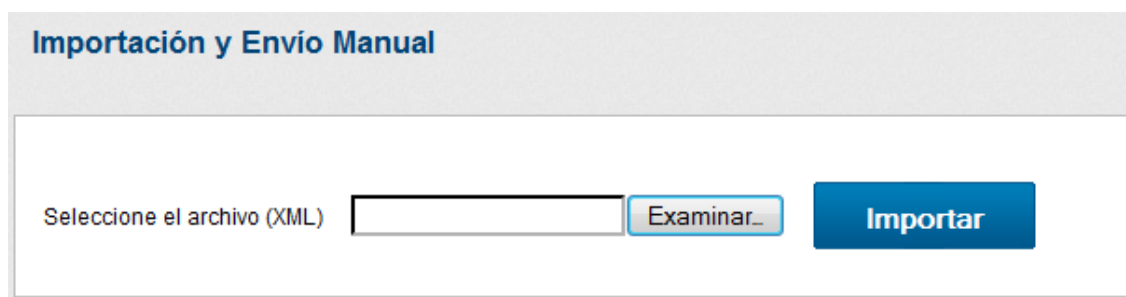 Importación y Envío Manual
Seleccione el archivo (XML) Examinar... Importar